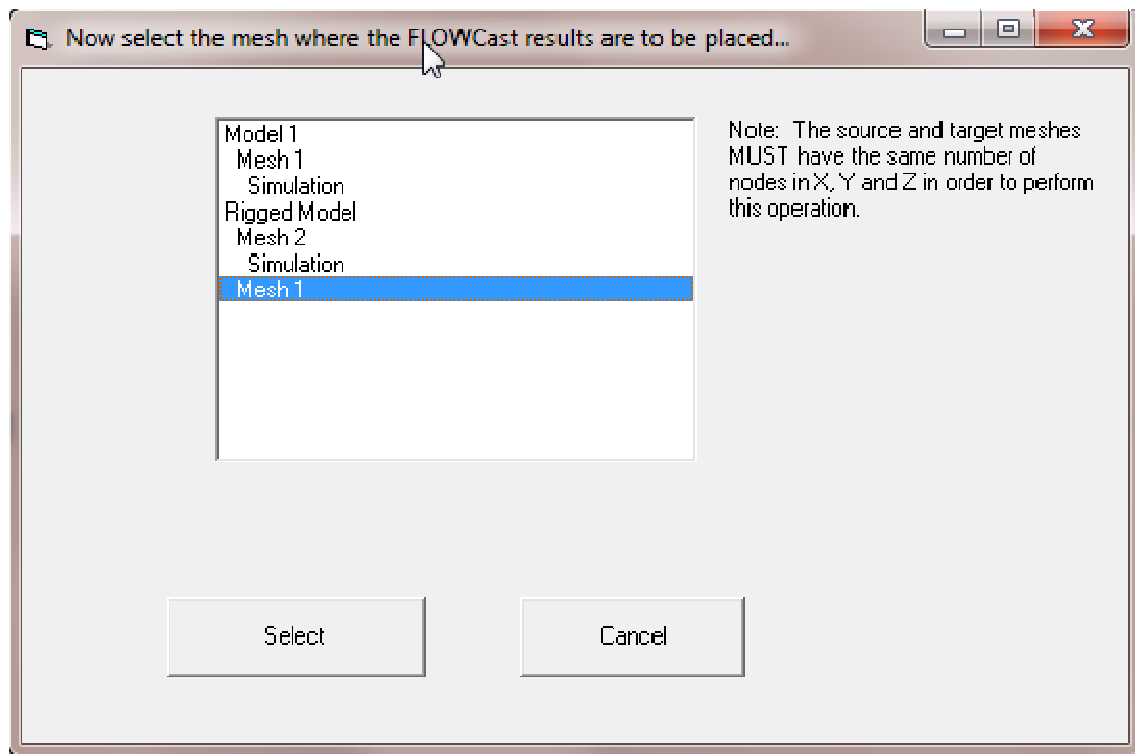 Now select the mesh where the FLOWCast results are to be placed...
Model 1
Mesh 1
Simulation
Rigged Model
Mesh 2
Simulation
Mesh 1
Note: The source and target meshes
MUST have the same number of
nodes in X, Y and Z in order to perform
this operation.
Select
Cancel